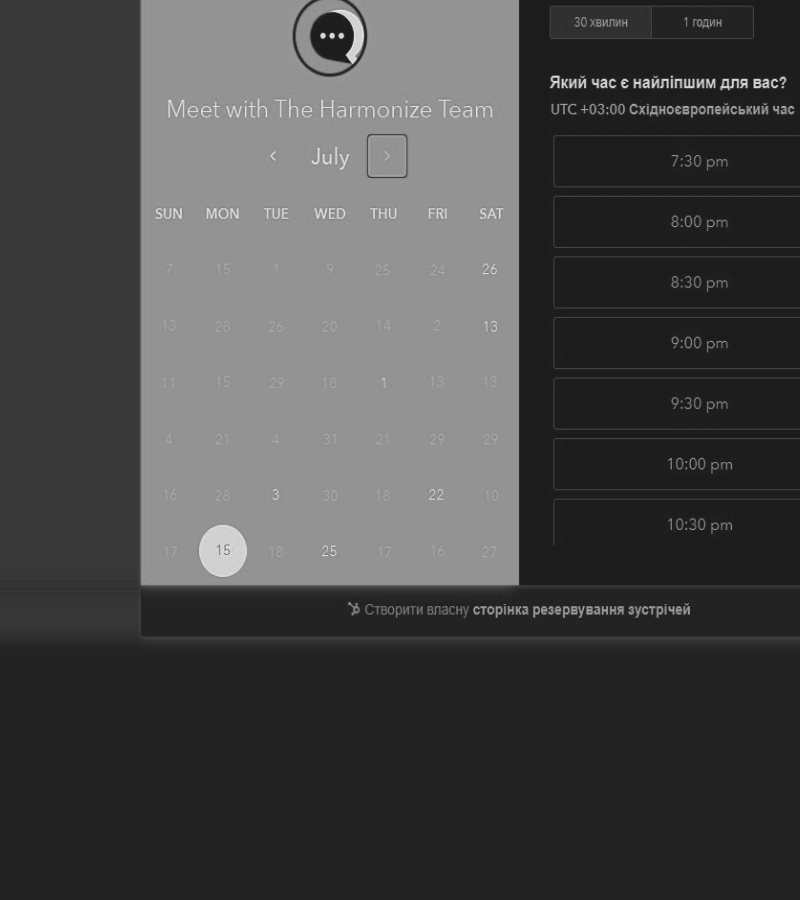 30 хвилин 1 годин
Meet with The Harmonize Team
Який час є найліпшим для вас?
UTC +03:00 Східноєвропейський час
July
SUN MON TUE WED THU FRI SAT
7 15 1 9 25 24 26
13 28 26 20 14 2 13
11 15 29 18 1 13 13
4 21 4 31 21 29 29
16 28 3 30 18 22 10
17 15 18 25 17 16 27
7:30 pm
8:00 pm
8:30 pm
9:00 pm
9:30 pm
10:00 pm
10:30 pm
Створити власну сторінка резервування зустрічей